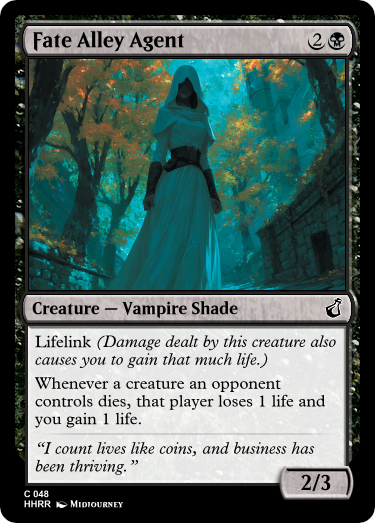 Fate Alley Agent 2
Creature — Vampire Shade
Lifelink (Damage dealt by this creature also
causes you to gain that much life.)
Whenever a creature an opponent
controls dies, that player loses 1 life and
you gain 1 life.
“I count lives like coins, and business has
been thriving.”
2/3
C 048
HHRR Midjourney